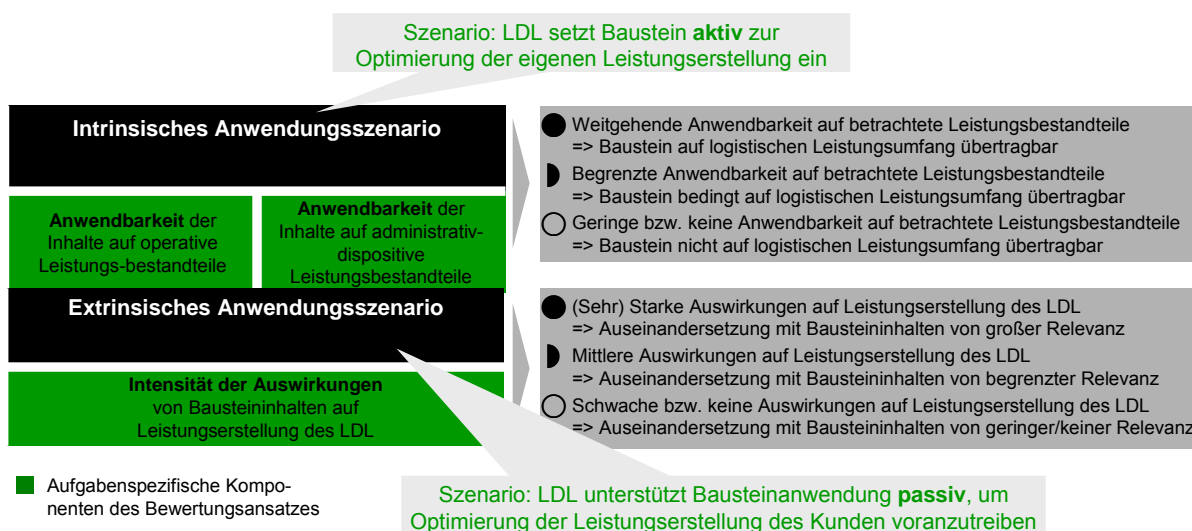 Szenario: LDL setzt Baustein aktiv zur
Optimierung der eigenen Leistungserstellung ein
Intrinsisches Anwendungsszenario
Anwendbarkeit der
Inhalte auf operative
Leistungs-bestandteile
Anwendbarkeit der
Inhalte auf administrativ-
dispositive
Leistungsbestandteile
Weitgehende Anwendbarkeit auf betrachtete Leistungsbestandteile
=> Baustein auf logistischen Leistungsumfang übertragbar
Begrenzte Anwendbarkeit auf betrachtete Leistungsbestandteile
=> Baustein bedingt auf logistischen Leistungsumfang übertragbar
Geringe bzw. keine Anwendbarkeit auf betrachtete Leistungsbestandteile
=> Baustein nicht auf logistischen Leistungsumfang übertragbar
Extrinsisches Anwendungsszenario
Intensität der Auswirkungen
von Bausteininhalten auf
Leistungserstellung des LDL
(Sehr) Starke Auswirkungen auf Leistungserstellung des LDL
=> Auseinandersetzung mit Bausteininhalten von großer Relevanz
Mittlere Auswirkungen auf Leistungserstellung des LDL
=> Auseinandersetzung mit Bausteininhalten von begrenzter Relevanz
Schwache bzw. keine Auswirkungen auf Leistungserstellung des LDL
=> Auseinandersetzung mit Bausteininhalten von geringer/keiner Relevanz
Aufgabenspezifische Kompo-
nenten des Bewertungsansatzes
Szenario: LDL unterstützt Bausteinanwendung passiv, um
Optimierung der Leistungserstellung des Kunden voranzutreiben